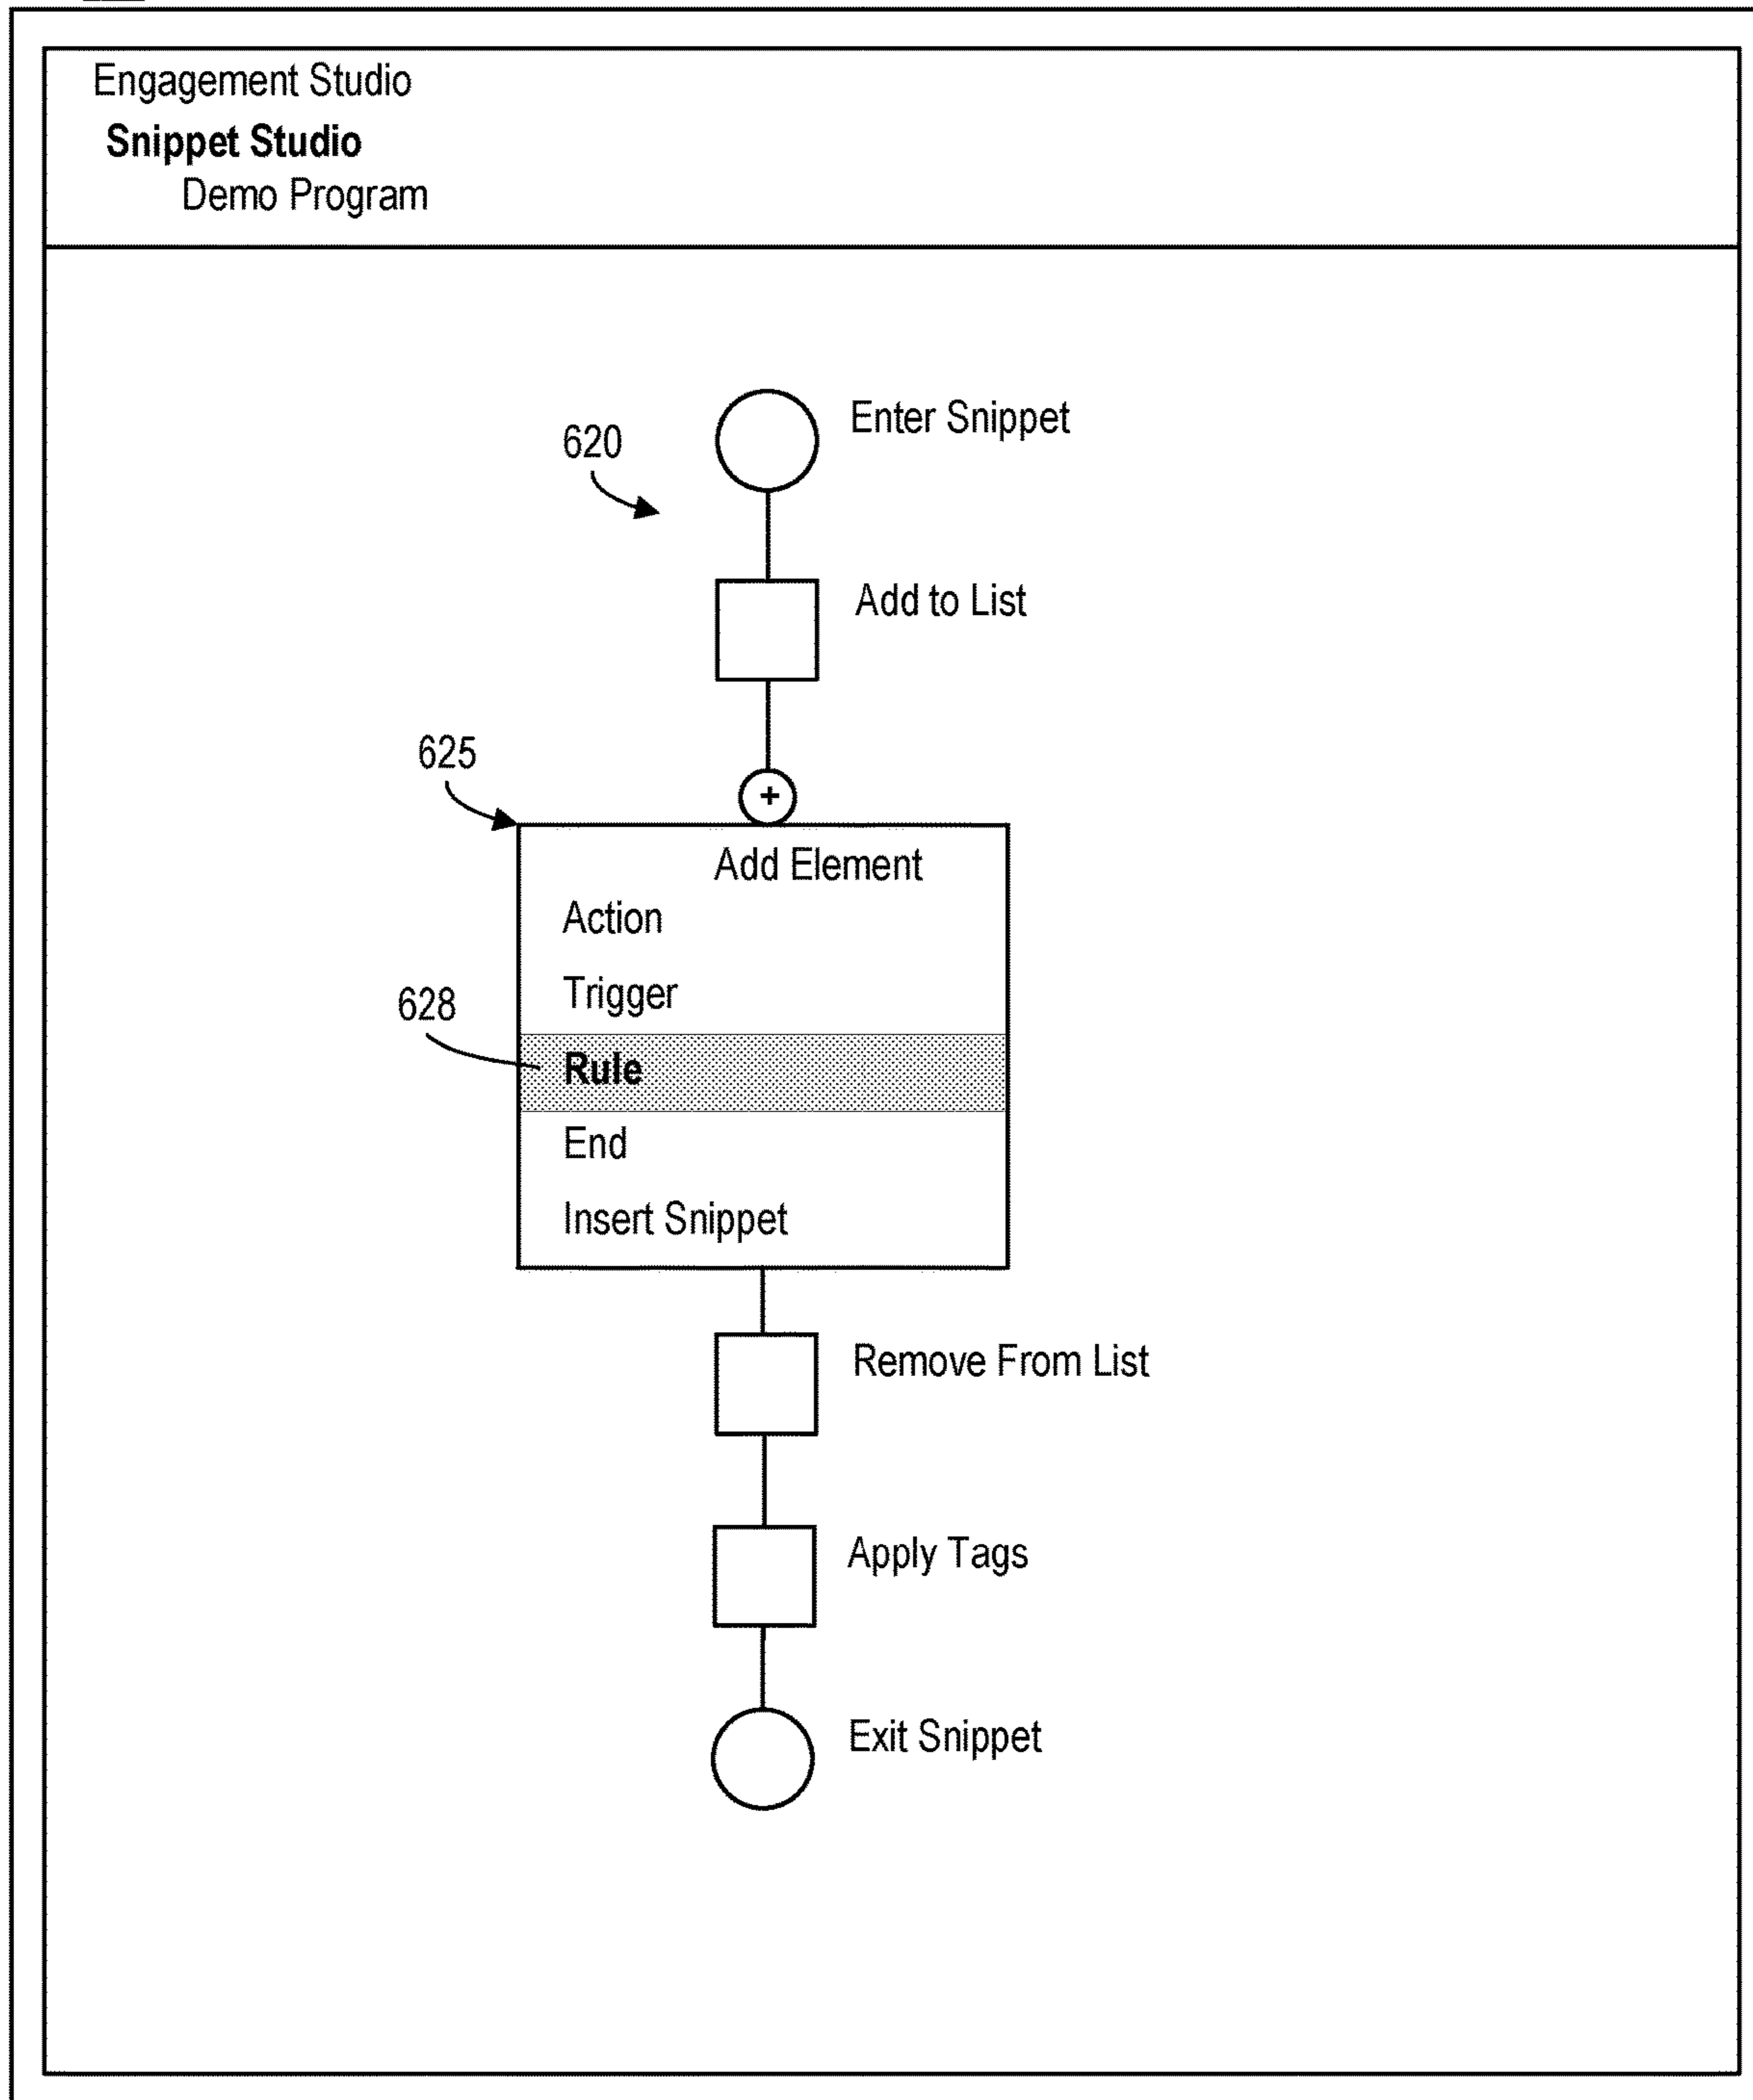 Engagement Studio
Snippet Studio
Demo Program
Enter Snippet
620
Add to List
625
+
Add Element
Action
Trigger
628
Rule
End
Insert Snippet
Remove From List
Apply Tags
Exit Snippet